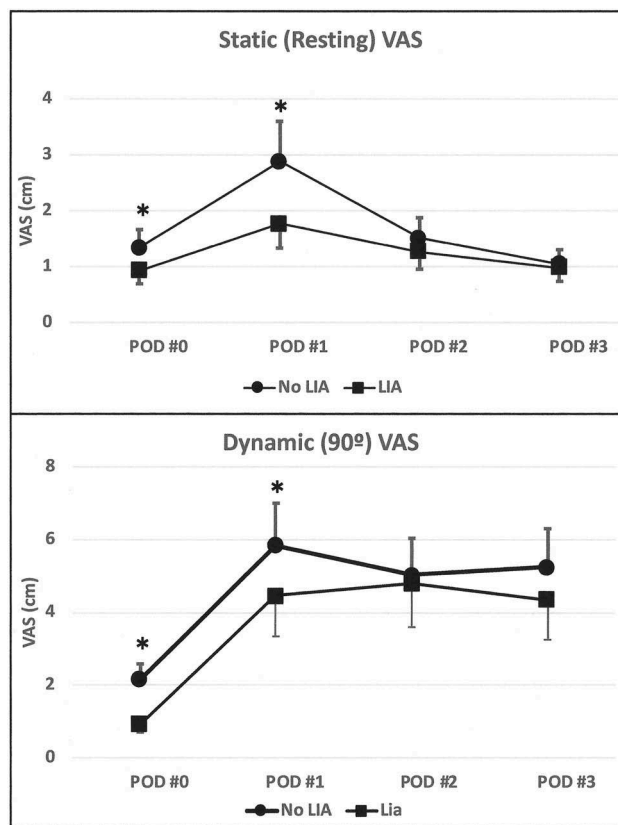 Static (Resting) VAS
4
*
3
VAS (cm)
*
2
1
0
POD #0 POD #1 POD #2 POD #3
No LIA LIA
Dynamic (90º) VAS
8
*
6
VAS (cm)
4
*
2
0
POD #0 POD #1 POD #2 POD #3
No LIA Lia